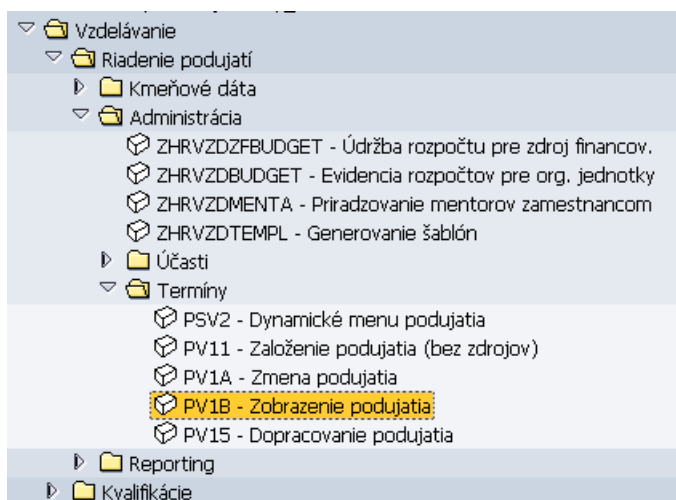 Vzdelávanie
Riadenie podujatí
Kmeňové dáta
Administrácia
ZHRVZDZFBUDGET - Údržba rozpočtu pre zdroj financov.
ZHRVZDBUDGET - Evidencia rozpočtov pre org. jednotky
ZHRVZDMENTA - Priradzovanie mentorov zamestnancom
ZHRVZDTEMPL - Generovanie šablón
Účasti
Termíny
PSV2 - Dynamické menu podujatia
PV11 - Založenie podujatia (bez zdrojov)
PV1A - Zmena podujatia
PV1B - Zobrazenie podujatia
PV15 - Dopracovanie podujatia
Reporting
Kvalifikácie